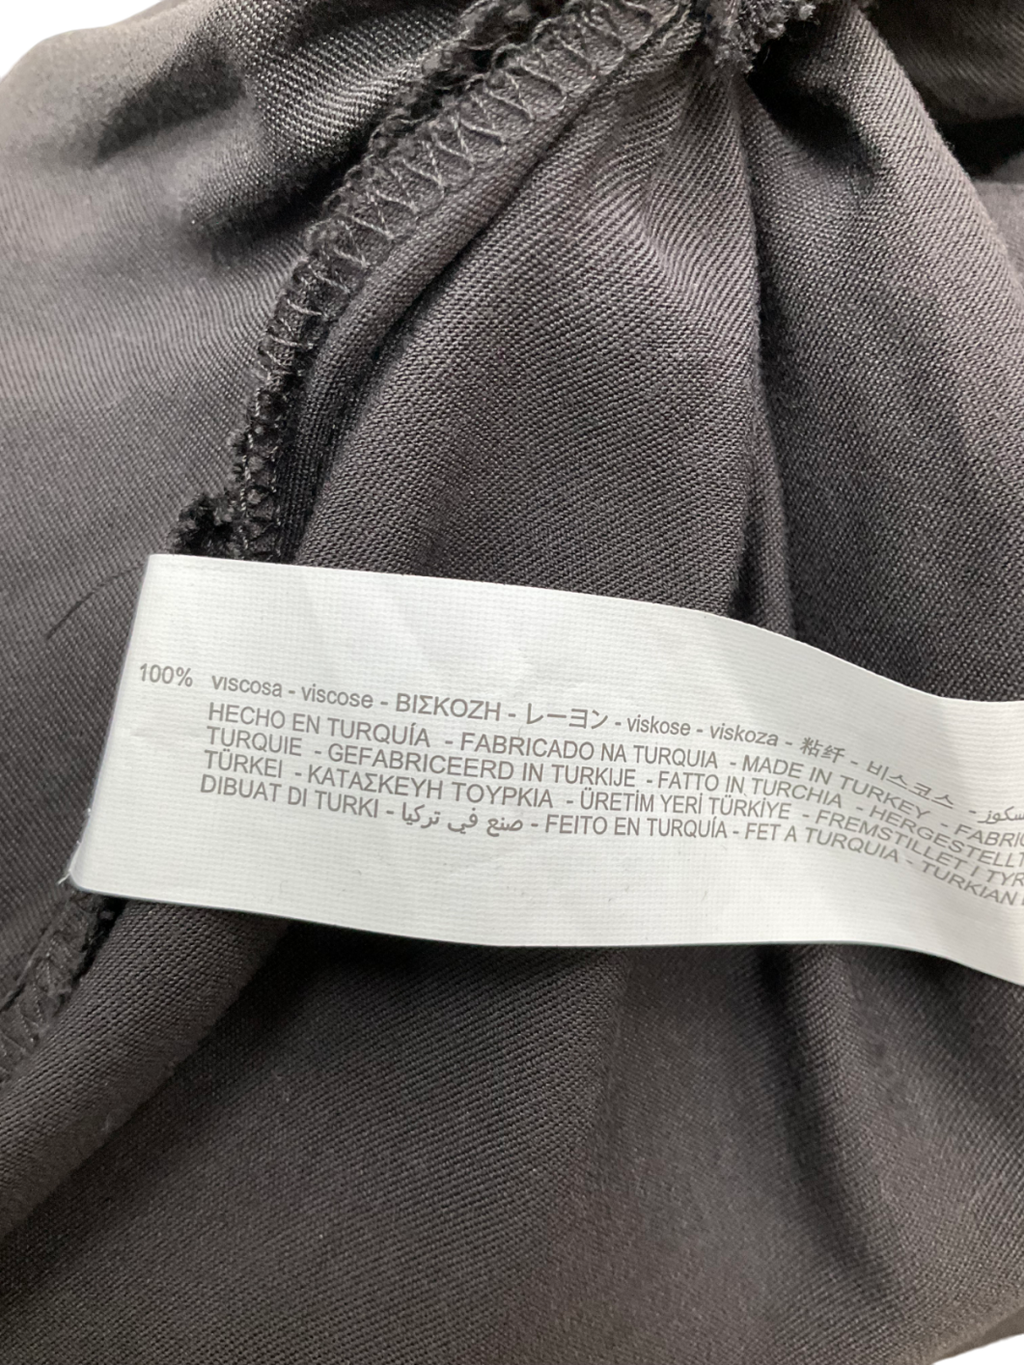 100% viscosa - viscose - ΒΙΣΚΟΖΗ - レーヨン - viskose - viskoza - 粘纤 - 비스코스 -
HECHO EN TURQUÍA - FABRICADO NA TURQUIA - MADE IN TURKEY - FABRIC
TURQUIE - GEFABRICEERD IN TURKIJE - FATTO IN TURCHIA - HERGESTELLT
TÜRKEI - ΚΑΤΑΣΚΕΥΗ ΤΟΥΡΚΙΑ - ÜRETİM YERİ TÜRKİYE - FREMSTILLET I TYR
DIBUAT DI TURKI - صنع في تركيا - FEITO EN TURQUÍA - FET A TURQUIA - TURKIAN